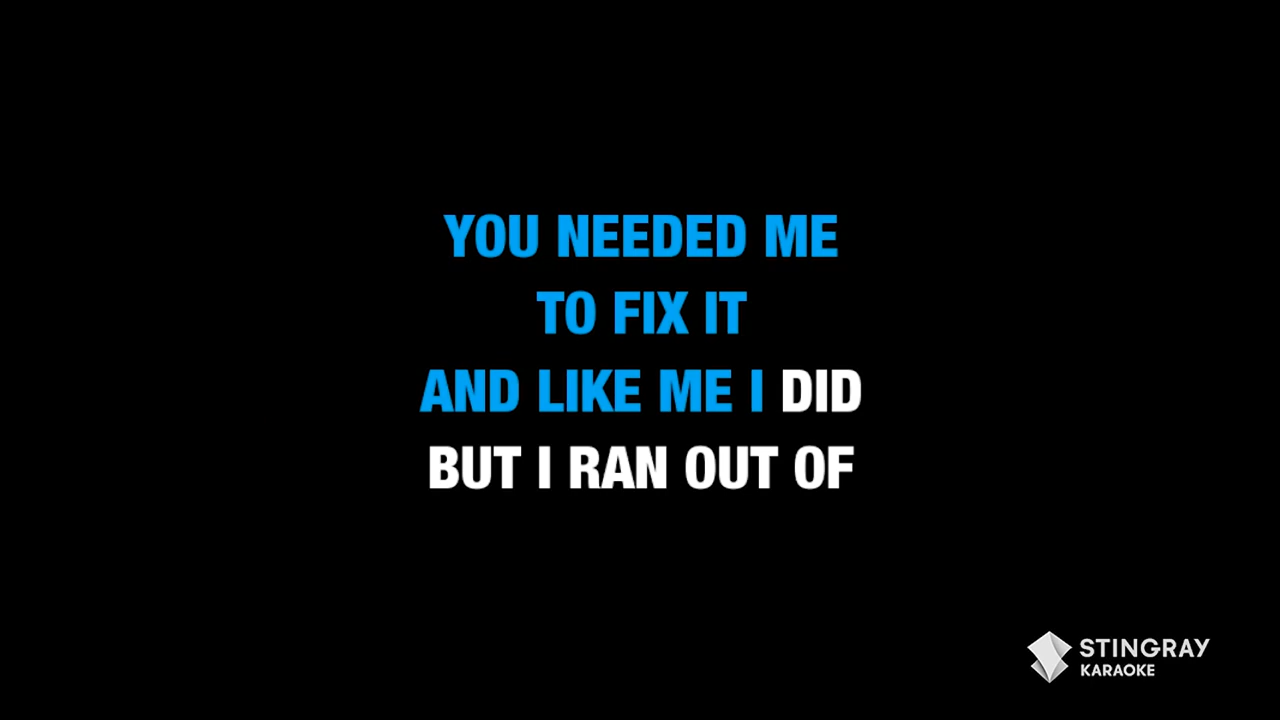 YOU NEEDED ME
TO FIX IT
AND LIKE ME I DID
BUT I RAN OUT OF
STINGRAY
KARAOKE